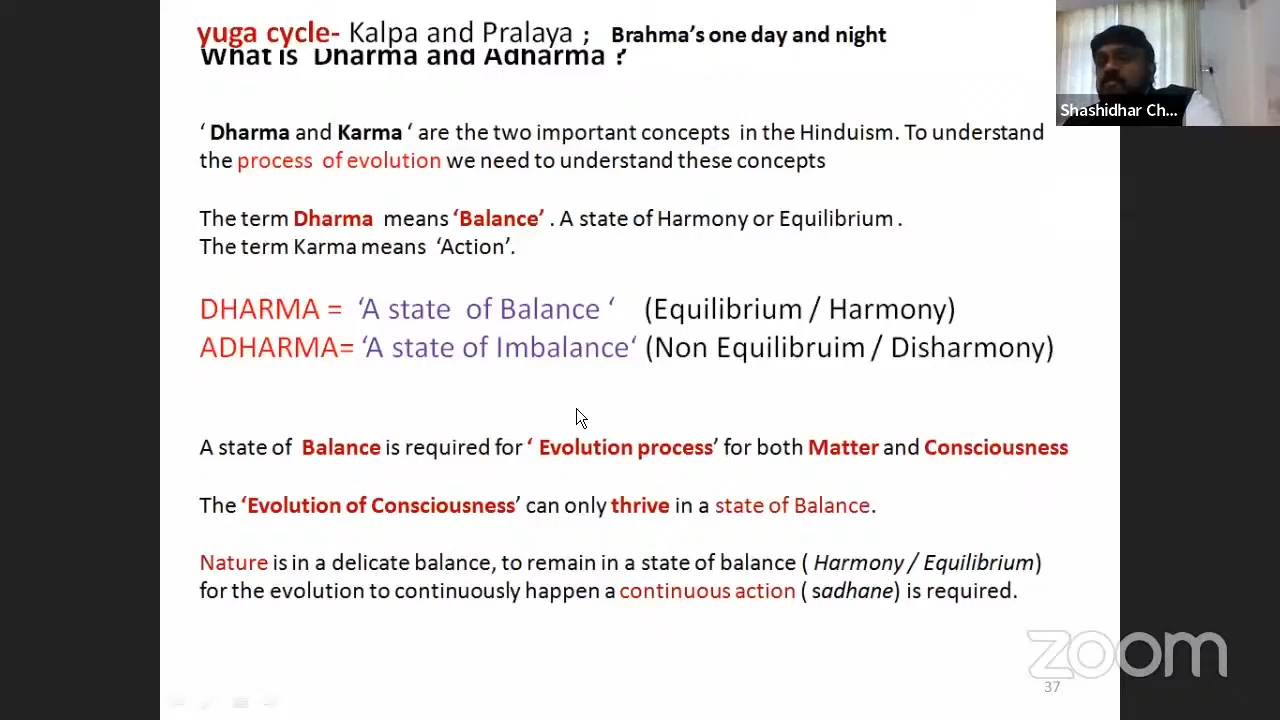 yuga cycle- Kalpa and Pralaya ; Brahma’s one day and night
What is Dharma and Adharma ?
Shashidhar Ch...
‘ Dharma and Karma ‘ are the two important concepts in the Hinduism. To understand
the process of evolution we need to understand these concepts
The term Dharma means ‘Balance’ . A state of Harmony or Equilibrium .
The term Karma means ‘Action’.
DHARMA = ‘A state of Balance ‘ (Equilibrium / Harmony)
ADHARMA= ‘A state of Imbalance‘ (Non Equilibruim / Disharmony)
A state of Balance is required for ‘ Evolution process’ for both Matter and Consciousness
The ‘Evolution of Consciousness’ can only thrive in a state of Balance.
Nature is in a delicate balance, to remain in a state of balance ( Harmony / Equilibrium)
for the evolution to continuously happen a continuous action ( sadhane) is required.
zoom
37